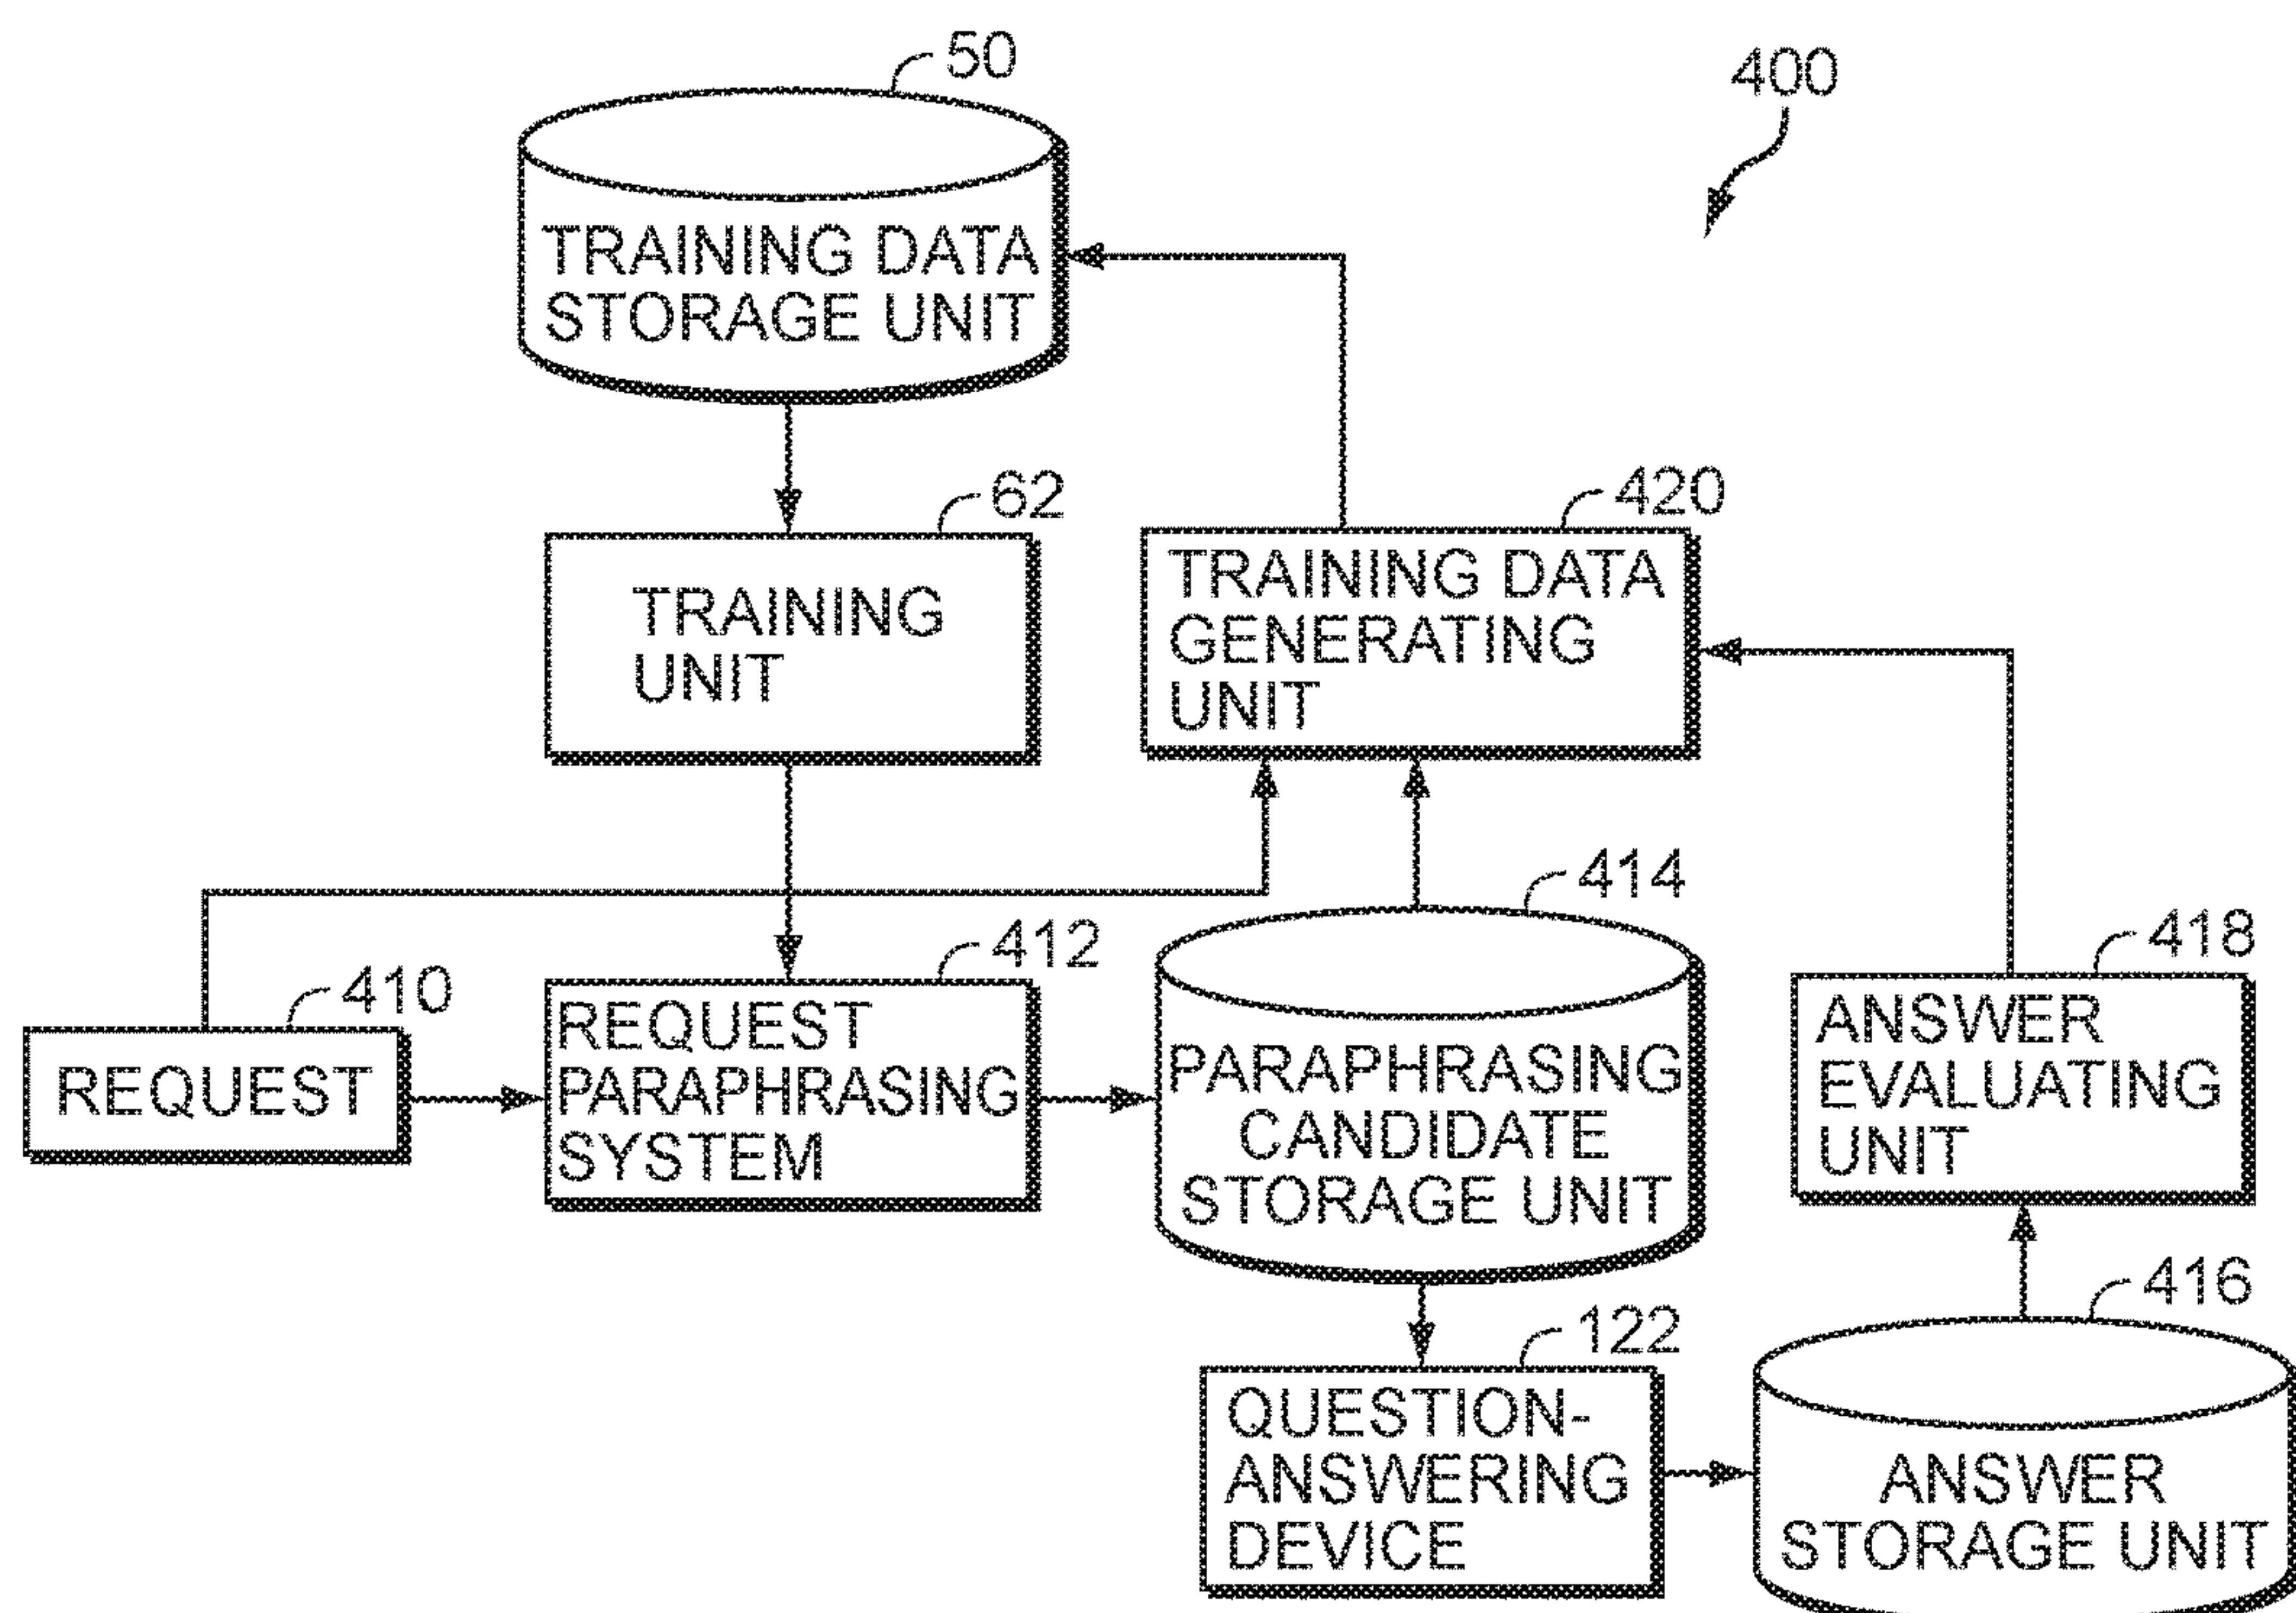 50
400
TRAINING DATA
STORAGE UNIT
62
420
TRAINING
UNIT
TRAINING DATA
GENERATING
UNIT
414
412
418
410
REQUEST
REQUEST
PARAPHRASING
SYSTEM
PARAPHRASING
CANDIDATE
STORAGE UNIT
ANSWER
EVALUATING
UNIT
416
122
QUESTION-
ANSWERING
DEVICE
ANSWER
STORAGE UNIT